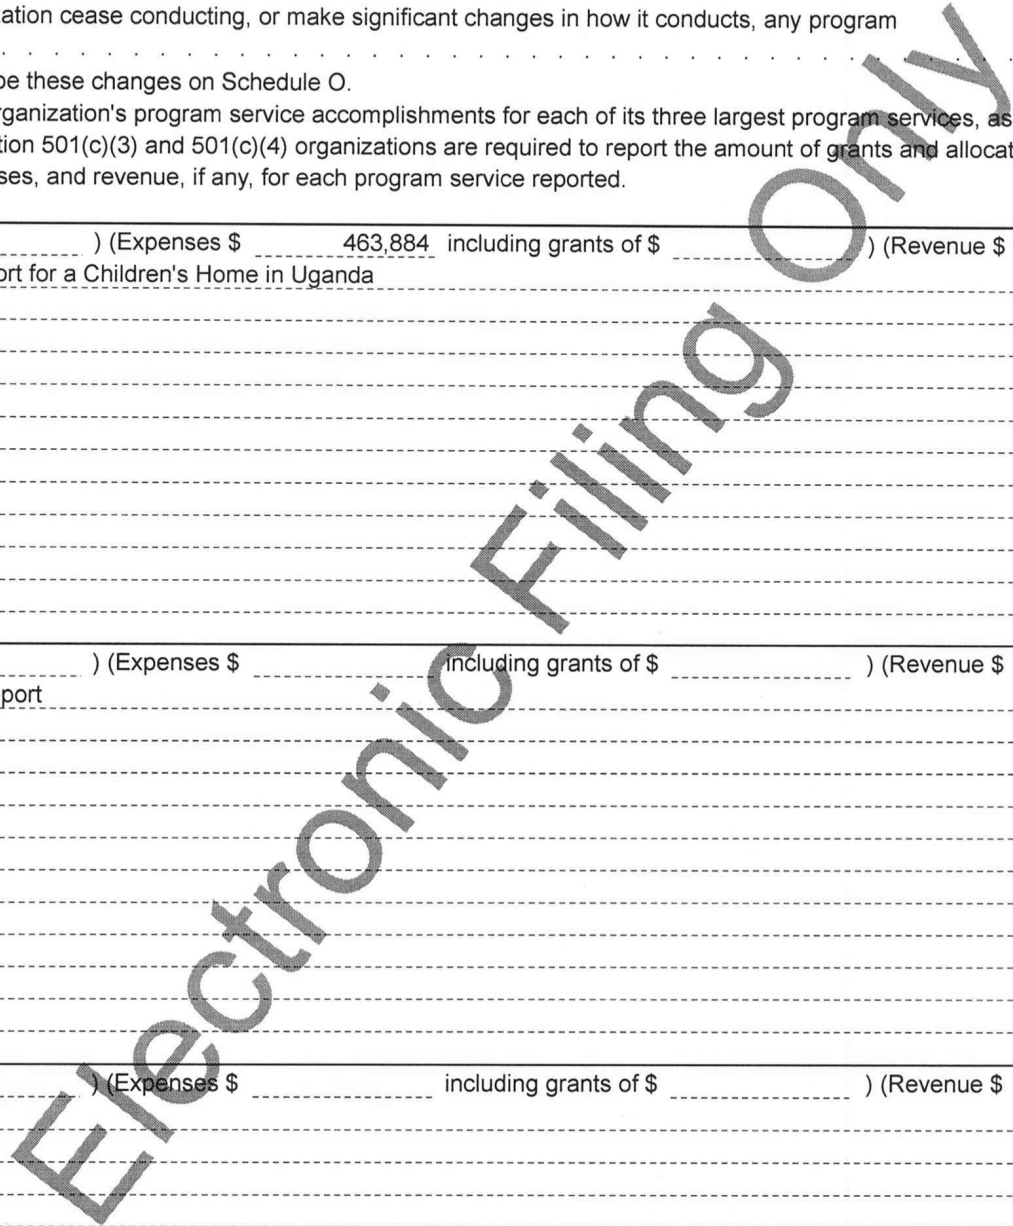 ation cease conducting, or make significant changes in how it conducts, any program
be these changes on Schedule O.
rganization's program service accomplishments for each of its three largest program services, as
tion 501(c)(3) and 501(c)(4) organizations are required to report the amount of grants and allocat
ses, and revenue, if any, for each program service reported.
) (Expenses $ 463,884 including grants of $ ) (Revenue $
ort for a Children's Home in Uganda
) (Expenses $ including grants of $ ) (Revenue $
port
) (Expenses $ including grants of $ ) (Revenue $
Electronic Filing Only